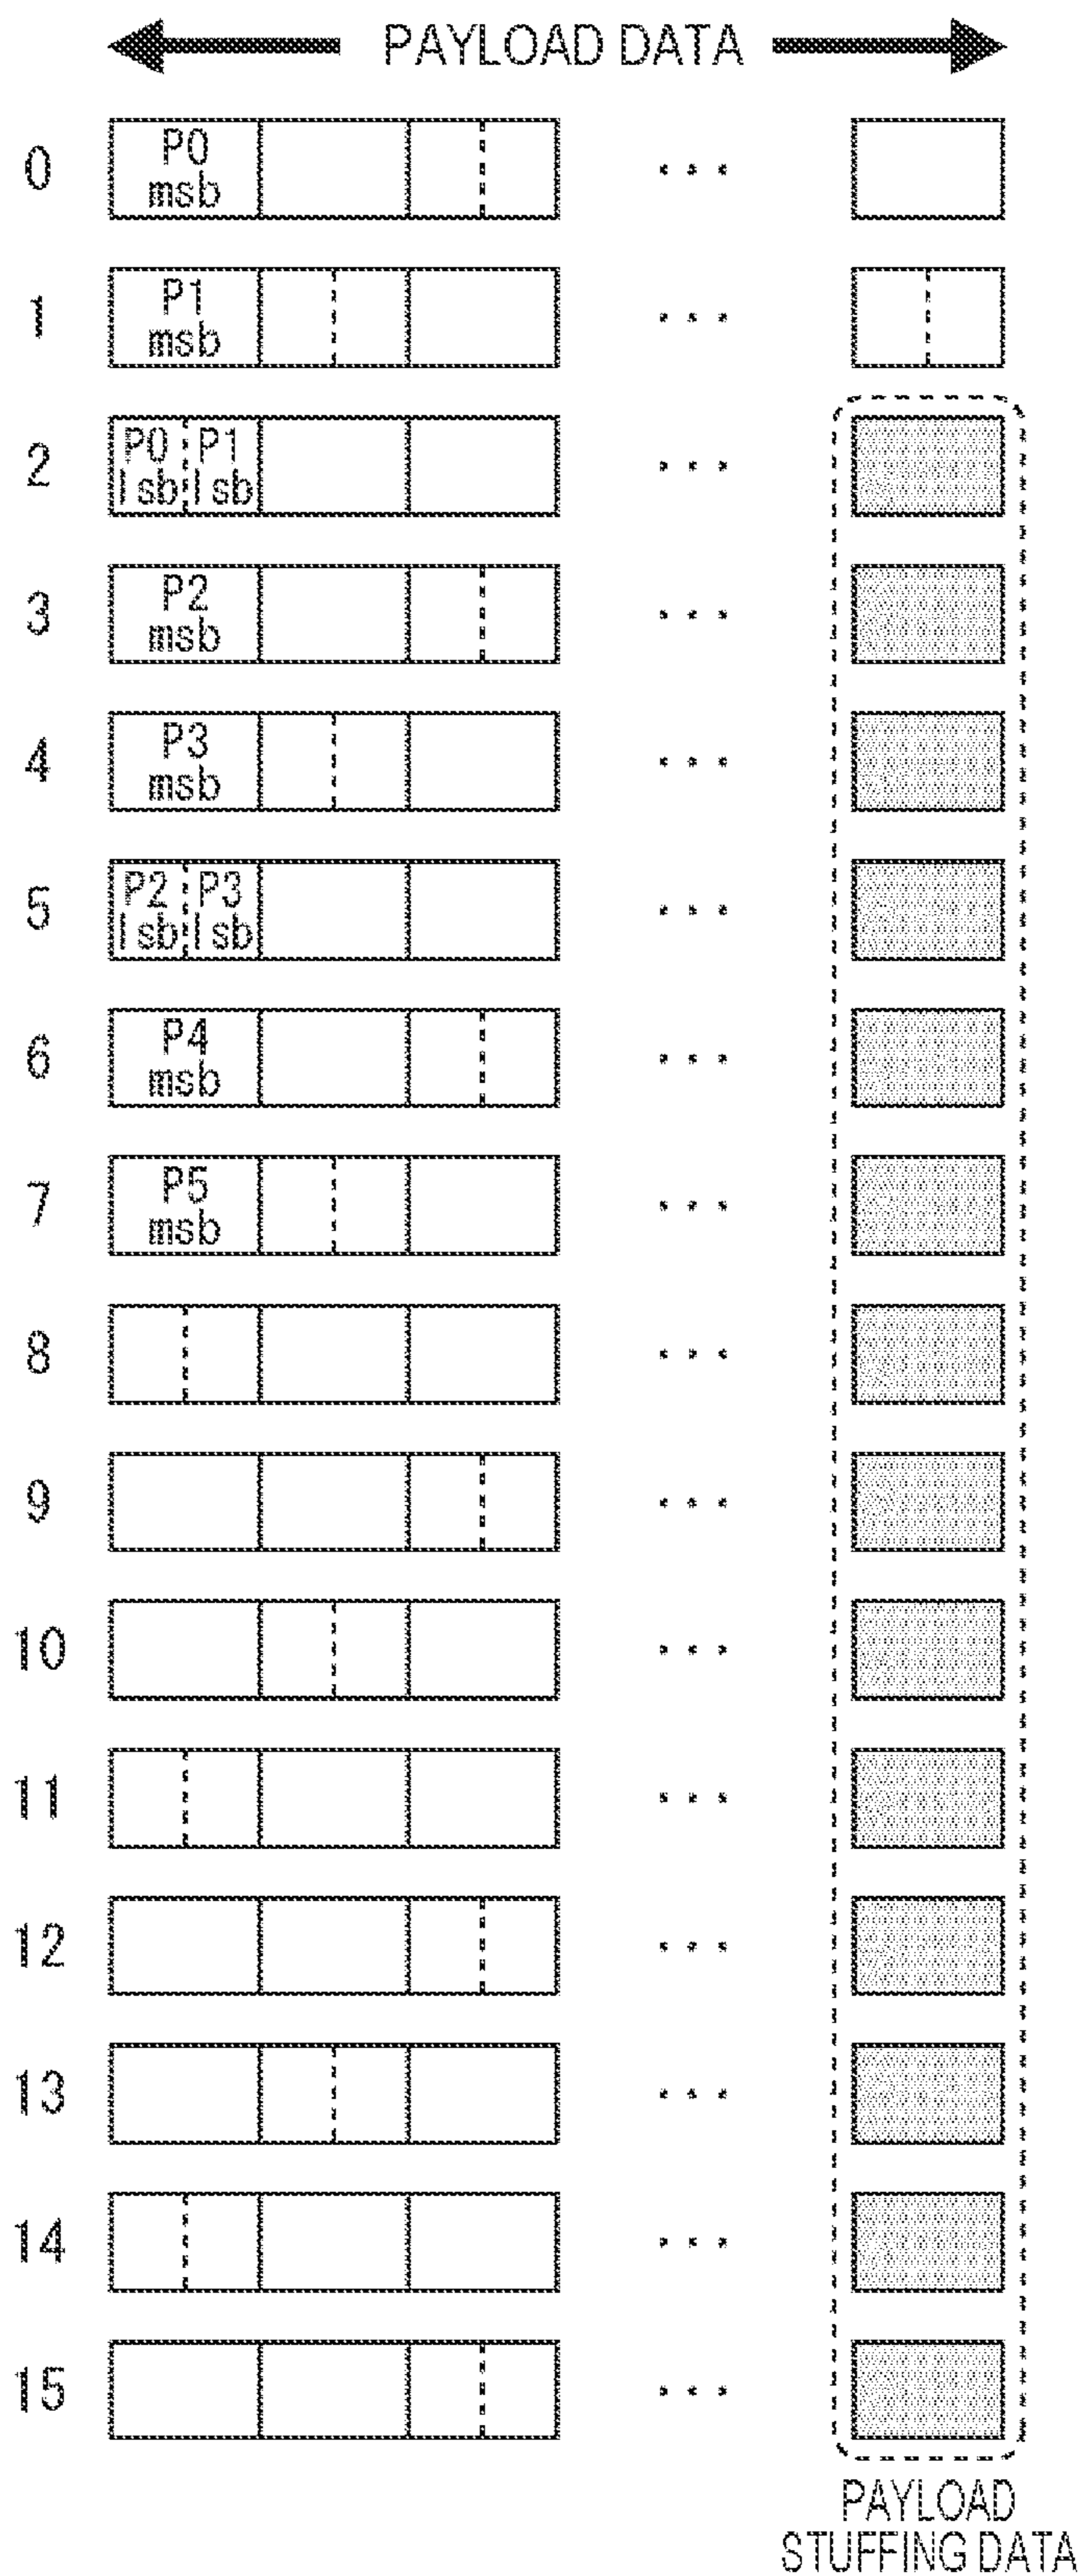 PAYLOAD DATA
0 P0 msb ...
1 P1 msb ...
2 P0 lsb P1 lsb ...
3 P2 msb ...
4 P3 msb ...
5 P2 lsb P3 lsb ...
6 P4 msb ...
7 P5 msb ...
8 ...
9 ...
10 ...
11 ...
12 ...
13 ...
14 ...
15 ...
PAYLOAD
STUFFING DATA